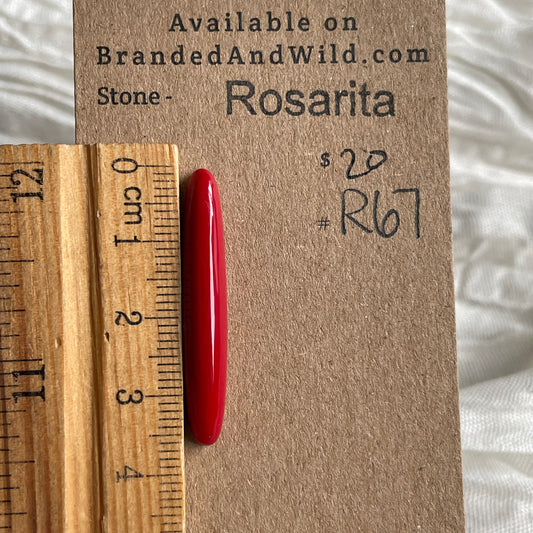 Available on
BrandedAndWild.com
Stone - Rosarita
$ 20
# R67
12
11
0
cm
1
2
3
4